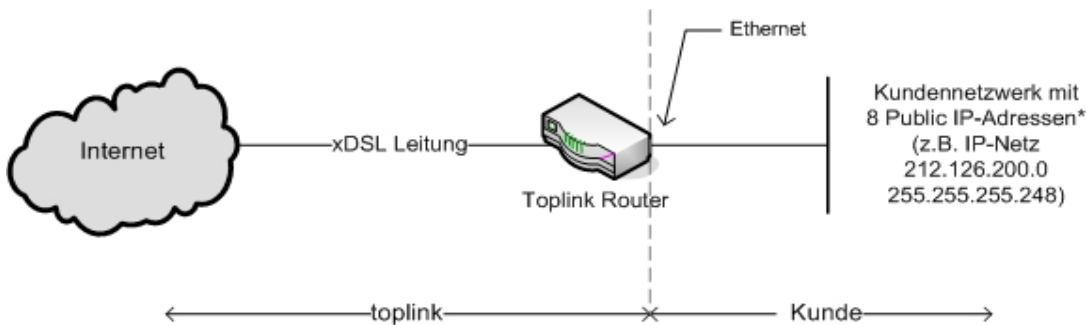 Ethernet
Internet
xDSL Leitung
Toplink Router
Kundennetzwerk mit
8 Public IP-Adressen*
(z.B. IP-Netz
212.126.200.0
255.255.255.248)
toplink
Kunde